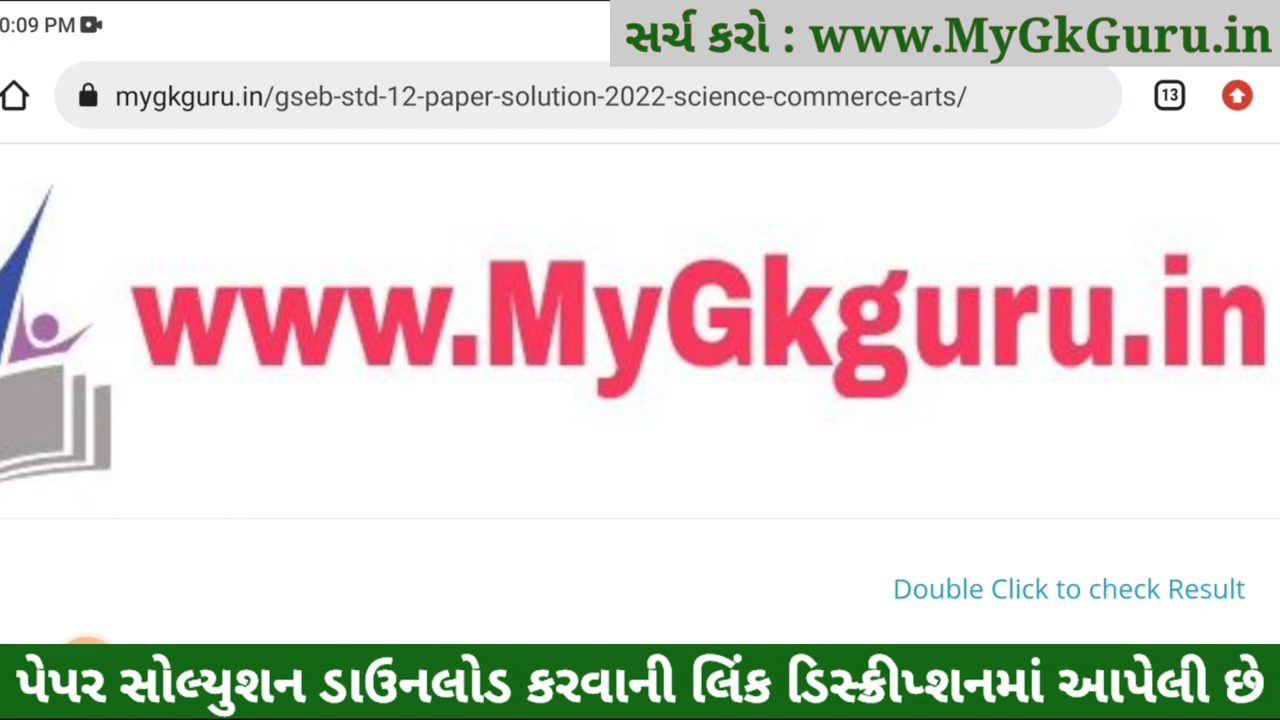 0:09 PM
સર્ચ કરો : www.MyGkGuru.in
mygkguru.in/gseb-std-12-paper-solution-2022-science-commerce-arts/
13
www.MyGkguru.in
Double Click to check Result
પેપર સોલ્યુશન ડાઉનલોડ કરવાની લિંક ડિસ્ક્રીપ્શનમાં આપેલી છે